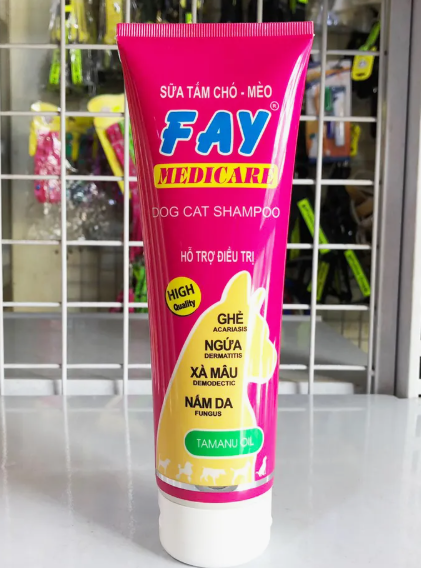 SỮA TẮM CHÓ - MÈO
FAY®
MEDICARE
DOG CAT SHAMPOO
HỖ TRỢ ĐIỀU TRỊ
HIGH
Quality
GHẺ
ACARIASIS
NGỨA
DERMATITIS
XÀ MÂU
DEMODECTIC
NẤM DA
FUNGUS
TAMANU OIL